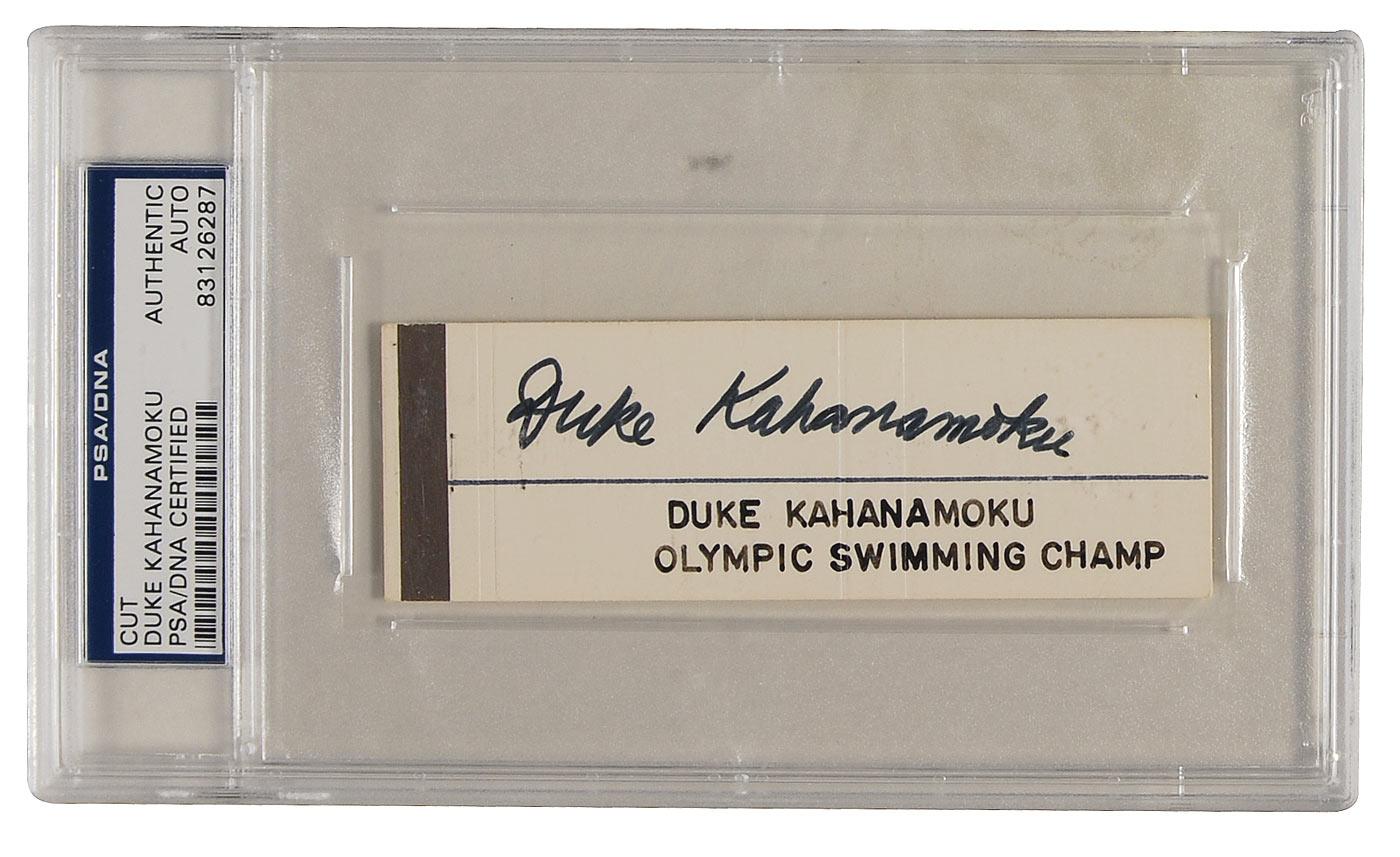 PSA/DNA
CUT
DUKE KAHANAMOKU AUTHENTIC
PSA/DNA CERTIFIED AUTO
83126287
Duke Kahanamoku
DUKE KAHANAMOKU
OLYMPIC SWIMMING CHAMP